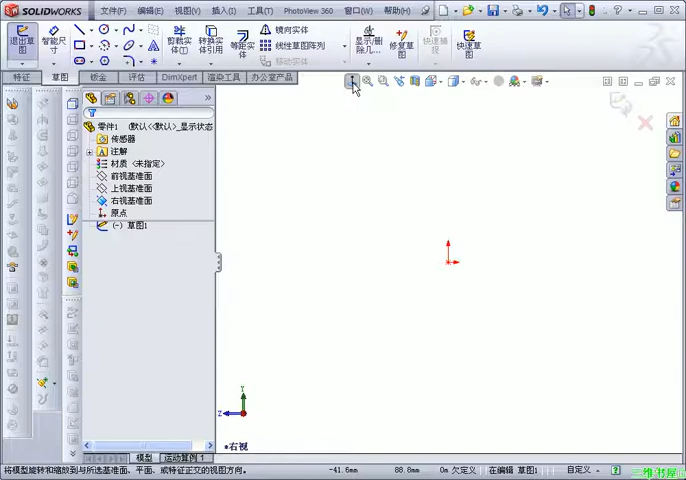 SOLIDWORKS 文件(F) 编辑(E) 视图(V) 插入(I) 工具(T) PhotoView 360 窗口(W) 帮助(H)
退出草图 智能尺寸 剪裁实体 转换实体引用 等距实体 镜向实体 线性草图阵列 移动实体 显示/删除几... 修复草图 快速捕捉 快速草图
特征 草图 钣金 评估 DimXpert 渲染工具 办公室产品
零件1 (默认<<默认>_显示状态
传感器
注解
材质 <未指定>
前视基准面
上视基准面
右视基准面
原点
(-) 草图1
Y
Z
*右视
模型 运动算例 1
将模型旋转和缩放到与所选基准面、平面、或特征正交的视图方向。 -41.6mm 88.8mm 0m 欠定义 在编辑 草图1 自定义
三维书屋